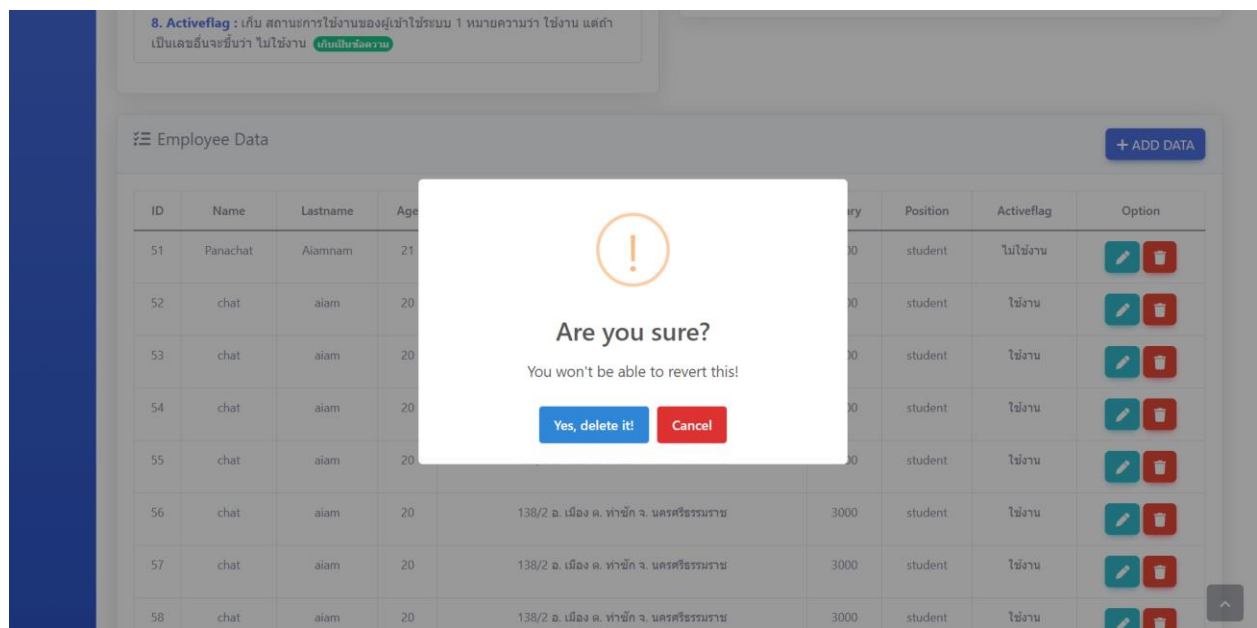 8. Activeflag : เก็บ สถานะการใช้งานของผู้เข้าใช้ระบบ 1 หมายความว่า ใช้งาน แต่ถ้า
เป็นเลขอื่นจะขึ้นว่า ไม่ใช้งาน เก็บเป็นข้อความ
Employee Data
+ ADD DATA
ID Name Lastname Age Position Activeflag Option
51 Panachat Aiamnam 21 student ไม่ใช้งาน
52 chat aiam 20 student ใช้งาน
53 chat aiam 20 student ใช้งาน
54 chat aiam 20 student ใช้งาน
55 chat aiam 20 student ใช้งาน
56 chat aiam 20 138/2 อ. เมือง ต. ท่าซัก จ. นครศรีธรรมราช 3000 student ใช้งาน
57 chat aiam 20 138/2 อ. เมือง ต. ท่าซัก จ. นครศรีธรรมราช 3000 student ใช้งาน
58 chat aiam 20 138/2 อ. เมือง ต. ท่าซัก จ. นครศรีธรรมราช 3000 student ใช้งาน
!
Are you sure?
You won't be able to revert this!
Yes, delete it! Cancel